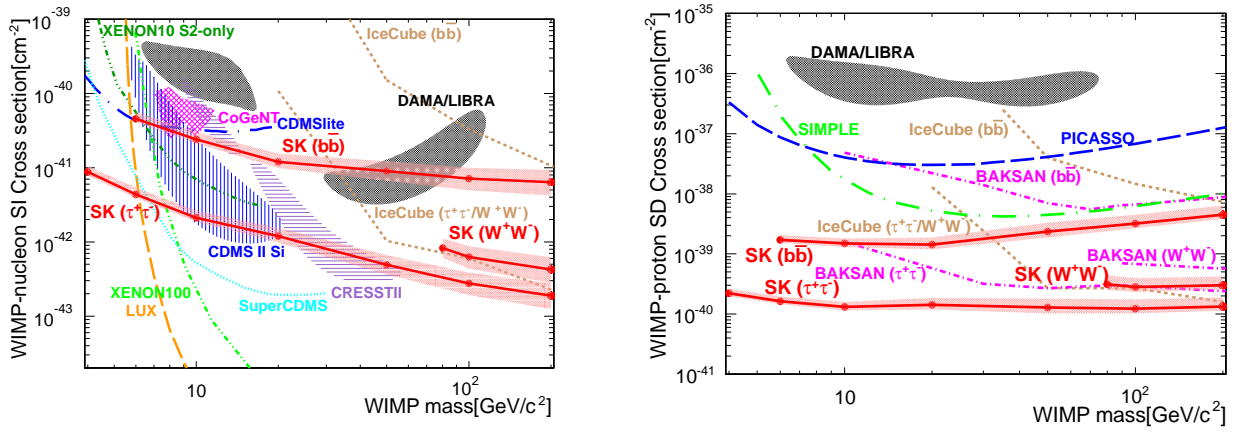 WIMP-nucleon SI Cross section[cm⁻²]
10⁻³⁹
10⁻⁴⁰
10⁻⁴¹
10⁻⁴²
10⁻⁴³
XENON10 S2-only
IceCube (bb̅)
DAMA/LIBRA
CoGeNT
CDMSlite
SK (bb̅)
SK (τ⁺τ⁻)
IceCube (τ⁺τ⁻/W⁺W⁻)
SK (W⁺W⁻)
CDMS II Si
XENON100
LUX
SuperCDMS
CRESSTII
10
10²
WIMP mass[GeV/c²]
WIMP-proton SD Cross section[cm⁻²]
10⁻³⁵
10⁻³⁶
10⁻³⁷
10⁻³⁸
10⁻³⁹
10⁻⁴⁰
10⁻⁴¹
DAMA/LIBRA
SIMPLE
IceCube (bb̅)
PICASSO
BAKSAN (bb̅)
IceCube (τ⁺τ⁻/W⁺W⁻)
SK (bb̅)
BAKSAN (τ⁺τ⁻)
BAKSAN (W⁺W⁻)
SK (W⁺W⁻)
SK (τ⁺τ⁻)
10
10²
WIMP mass[GeV/c²]